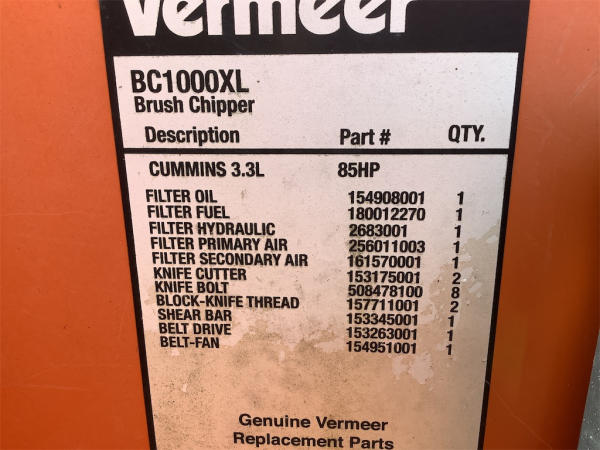 Vermeer
BC1000XL
Brush Chipper
Description Part # QTY.
CUMMINS 3.3L 85HP
FILTER OIL 154908001 1
FILTER FUEL 180012270 1
FILTER HYDRAULIC 2683001 1
FILTER PRIMARY AIR 256011003 1
FILTER SECONDARY AIR 161570001 1
KNIFE CUTTER 153175001 2
KNIFE BOLT 508478100 8
BLOCK-KNIFE THREAD 157711001 2
SHEAR BAR 153345001 1
BELT DRIVE 153263001 1
BELT-FAN 154951001 1
Genuine Vermeer
Replacement Parts